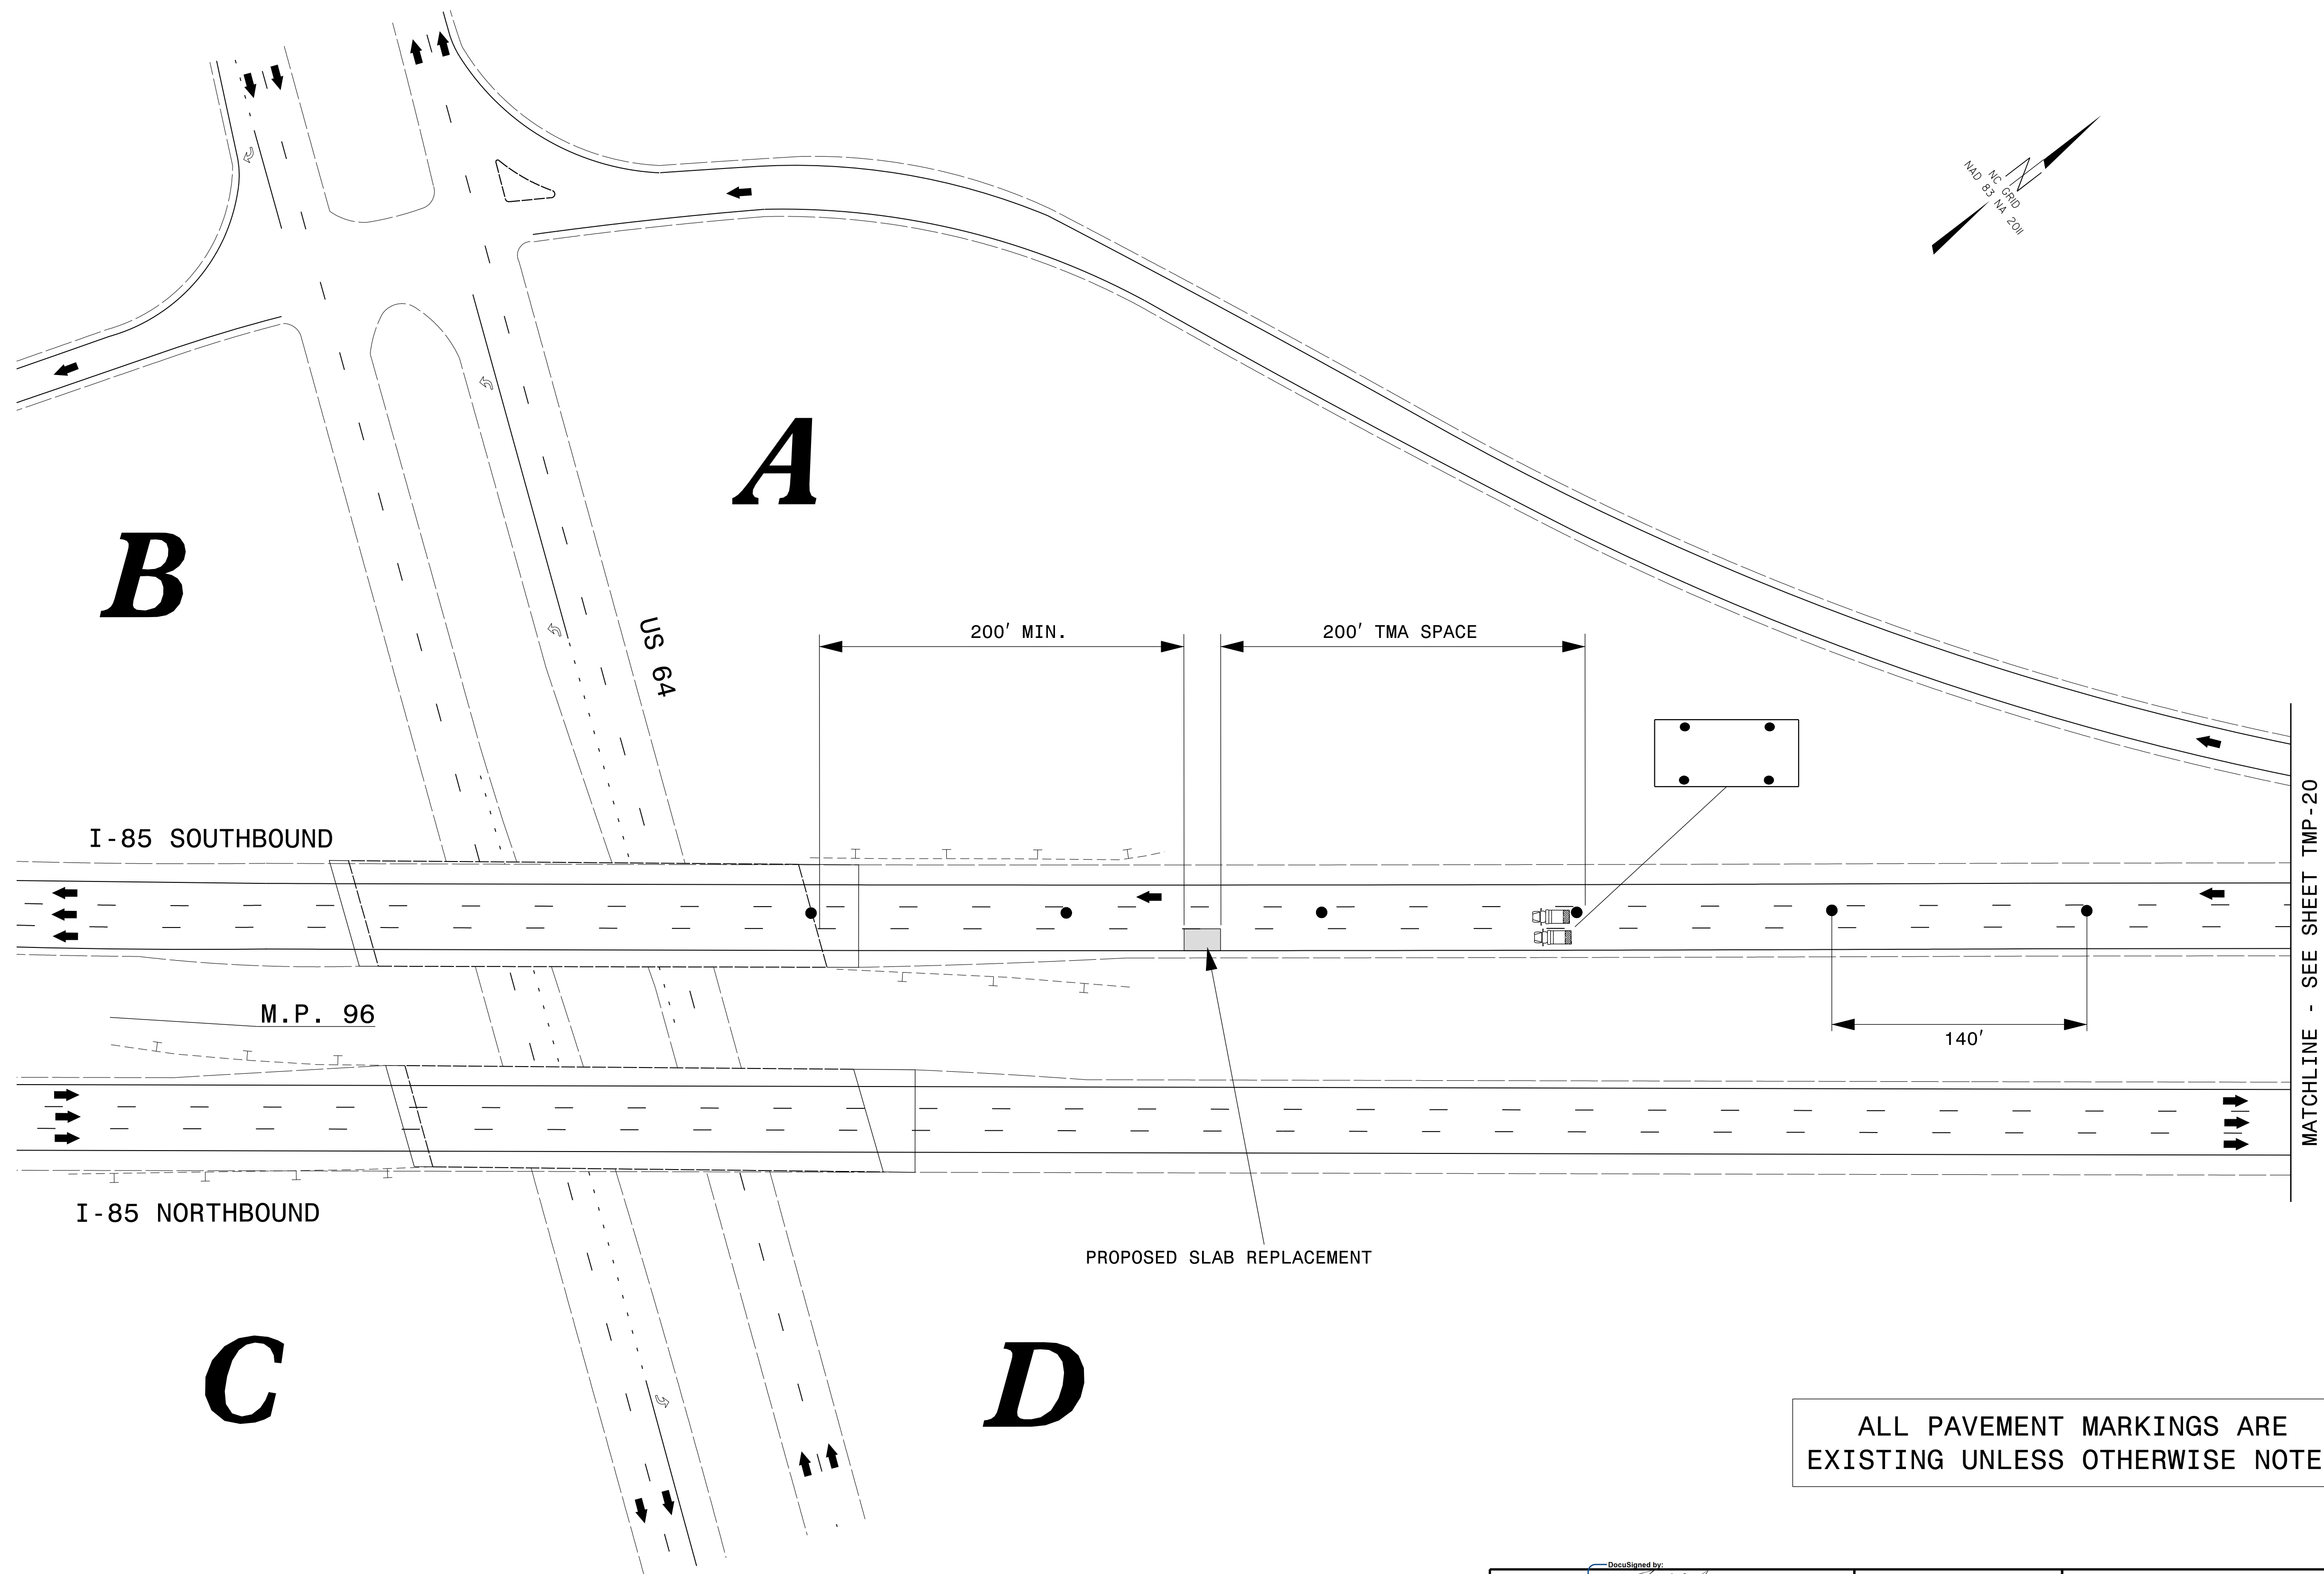 NC GRID
NAD 83 NA 2011
A
B
US 64
200' MIN.
200' TMA SPACE
I-85 SOUTHBOUND
MATCHLINE - SEE SHEET TMP-20
M.P. 96
140'
I-85 NORTHBOUND
PROPOSED SLAB REPLACEMENT
C
D
ALL PAVEMENT MARKINGS ARE
EXISTING UNLESS OTHERWISE NOTE
DocuSigned by: